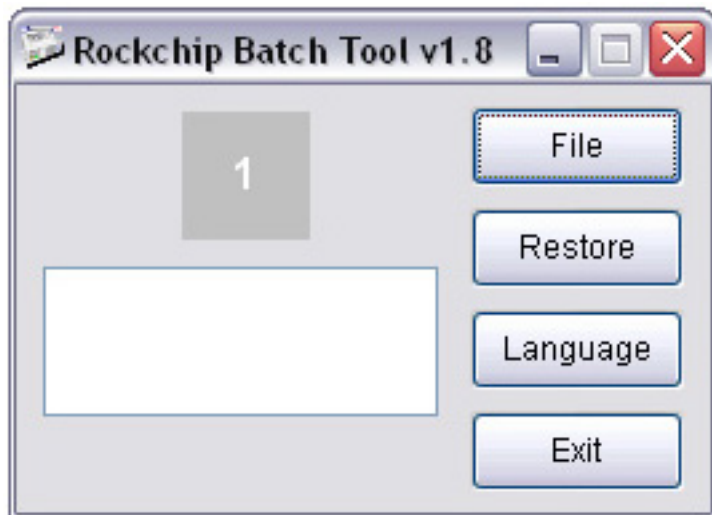 Rockchip Batch Tool v1.8
1
File
Restore
Language
Exit